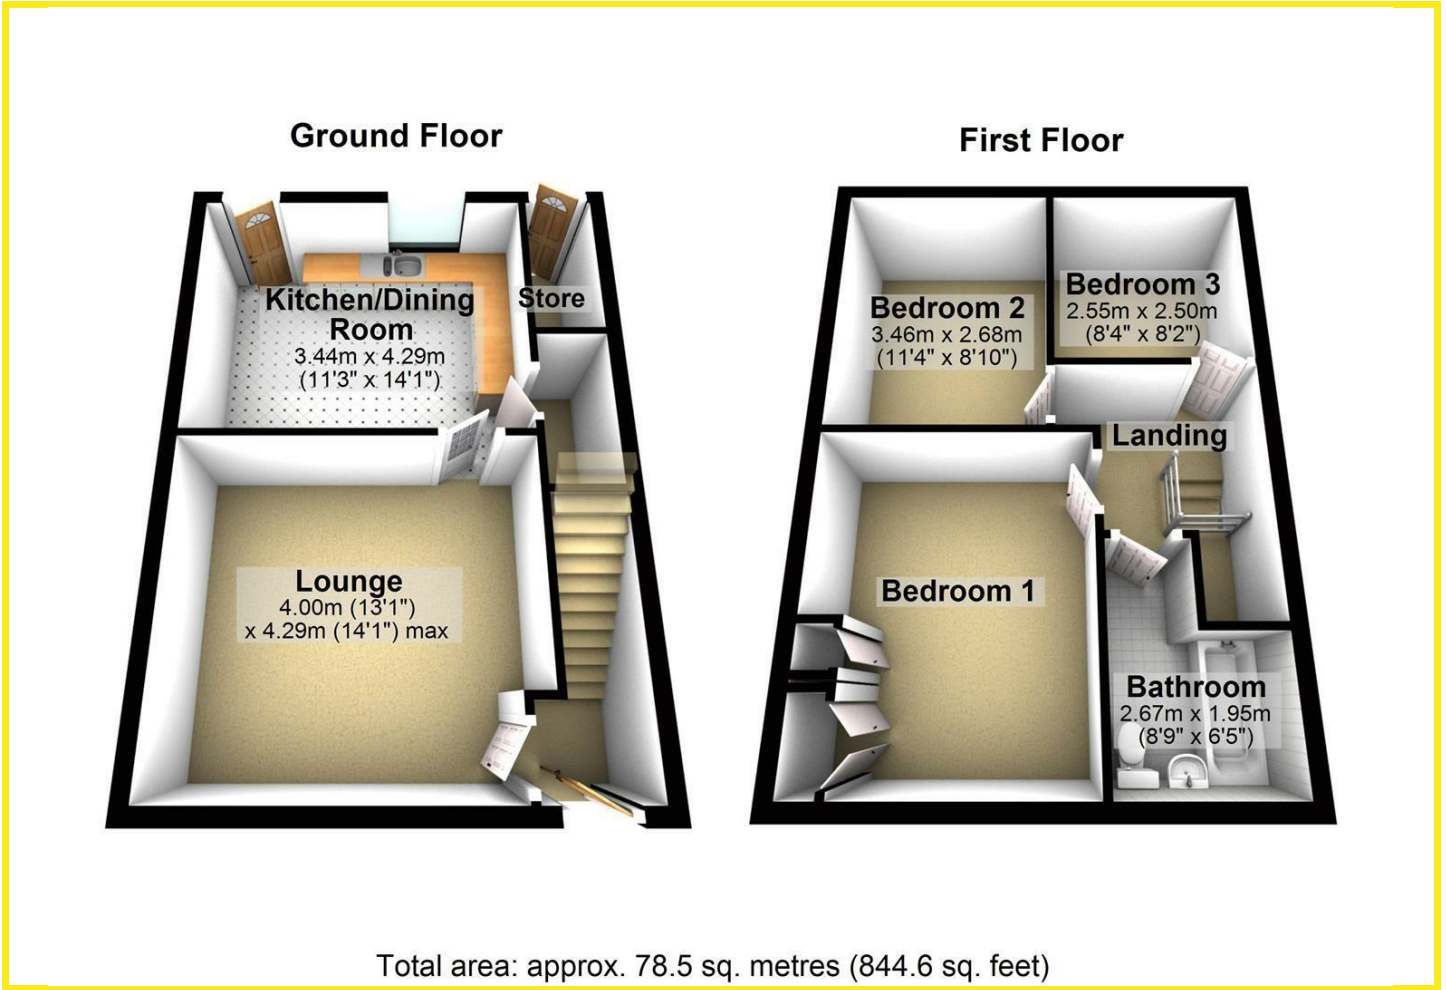 Ground Floor
First Floor
Kitchen/Dining
Room
3.44m x 4.29m
(11'3" x 14'1")
Store
Lounge
4.00m (13'1")
x 4.29m (14'1") max
Bedroom 2
3.46m x 2.68m
(11'4" x 8'10")
Bedroom 3
2.55m x 2.50m
(8'4" x 8'2")
Landing
Bedroom 1
Bathroom
2.67m x 1.95m
(8'9" x 6'5")
Total area: approx. 78.5 sq. metres (844.6 sq. feet)